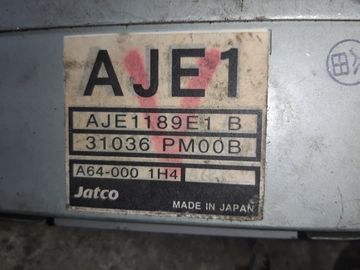 AJE1
AJE1189E1 B
31036 PM00B
A64-000 1H4
Jatco
MADE IN JAPAN